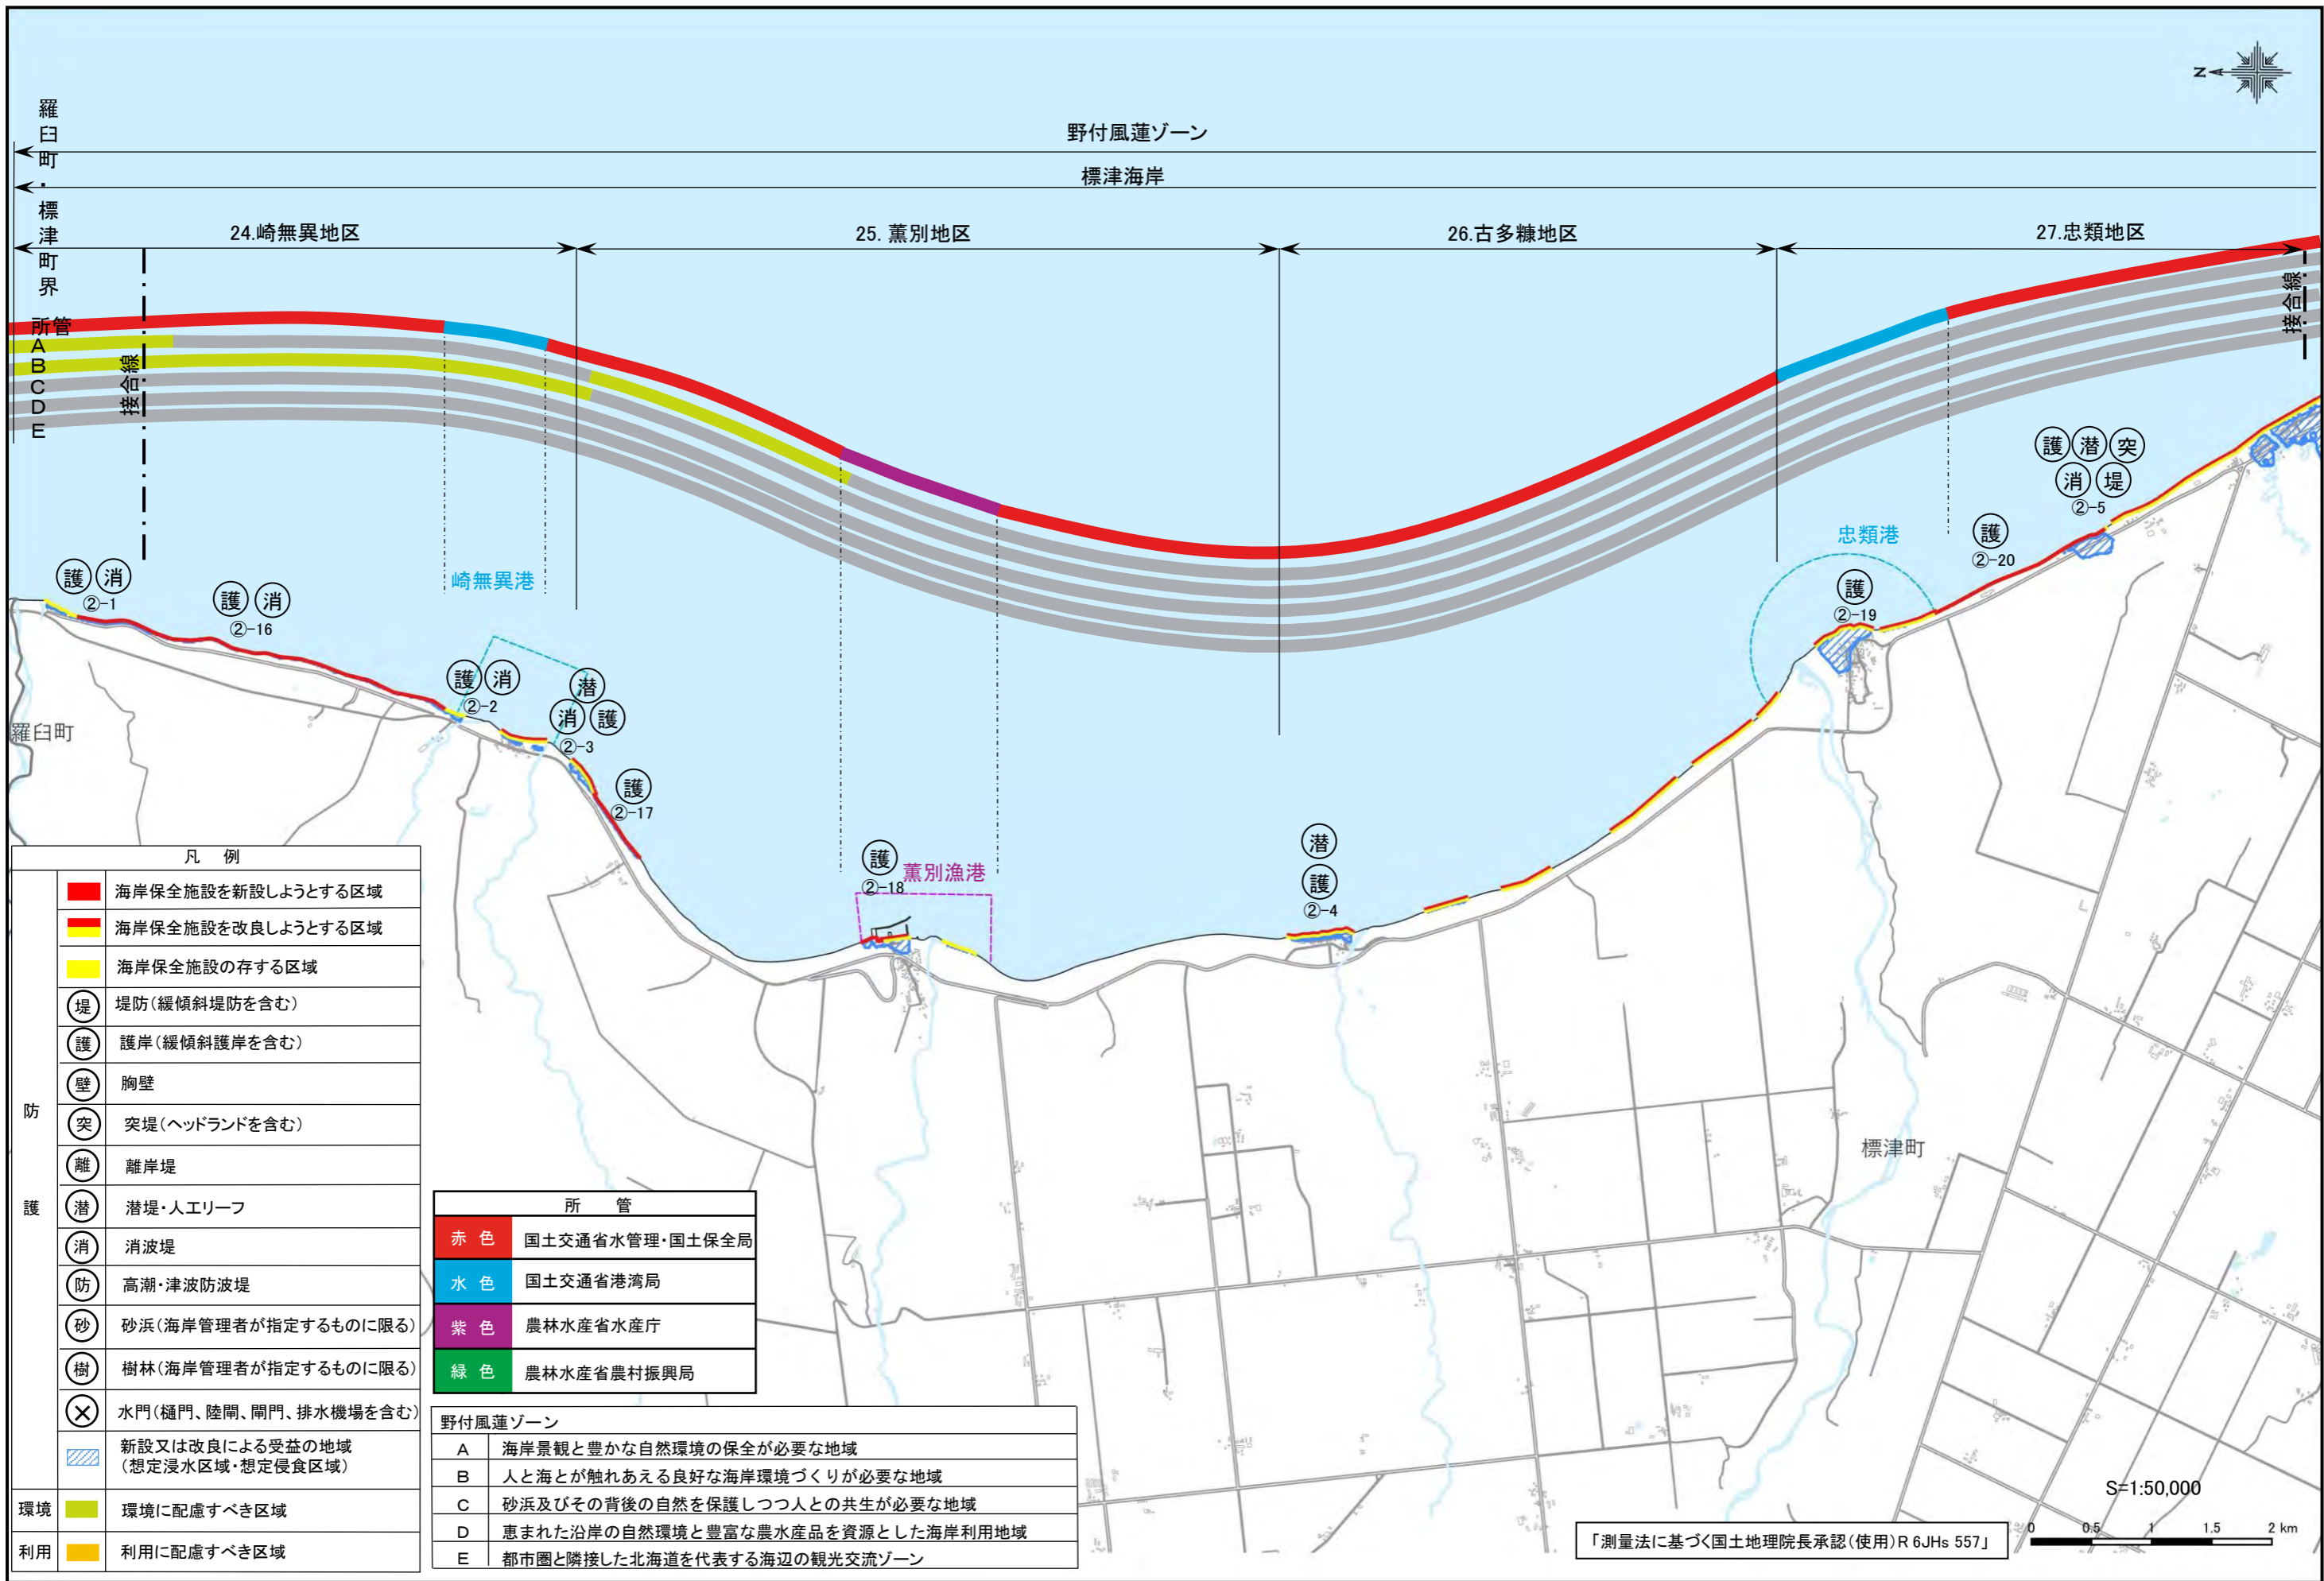 N
羅臼町・標津町界
野付風蓮ゾーン
標津海岸
24.崎無異地区
25. 薫別地区
26.古多糠地区
27.忠類地区
所管
A
B
C
D
E
接合線
接合線
崎無異港
忠類港
薫別漁港
護 消
②-1
護 消
②-16
護 消
②-2
潜
消 護
②-3
護
②-17
護
②-18
潜
護
②-4
護
②-19
護
②-20
護 潜 突
消 堤
②-5
羅臼町
標津町
凡 例
防護
海岸保全施設を新設しようとする区域
海岸保全施設を改良しようとする区域
海岸保全施設の存する区域
堤 堤防(緩傾斜堤防を含む)
護 護岸(緩傾斜護岸を含む)
壁 胸壁
突 突堤(ヘッドランドを含む)
離 離岸堤
潜 潜堤・人工リーフ
消 消波堤
防 高潮・津波防波堤
砂 砂浜(海岸管理者が指定するものに限る)
樹 樹林(海岸管理者が指定するものに限る)
水門(樋門、陸閘、閘門、排水機場を含む)
新設又は改良による受益の地域
(想定浸水区域・想定侵食区域)
環境 環境に配慮すべき区域
利用 利用に配慮すべき区域
所 管
赤 色 国土交通省水管理・国土保全局
水 色 国土交通省港湾局
紫 色 農林水産省水産庁
緑 色 農林水産省農村振興局
野付風蓮ゾーン
A 海岸景観と豊かな自然環境の保全が必要な地域
B 人と海とが触れあえる良好な海岸環境づくりが必要な地域
C 砂浜及びその背後の自然を保護しつつ人との共生が必要な地域
D 恵まれた沿岸の自然環境と豊富な農水産品を資源とした海岸利用地域
E 都市圏と隣接した北海道を代表する海辺の観光交流ゾーン
「測量法に基づく国土地理院長承認(使用)R 6JHs 557」
S=1:50,000
0 0.5 1 1.5 2 km